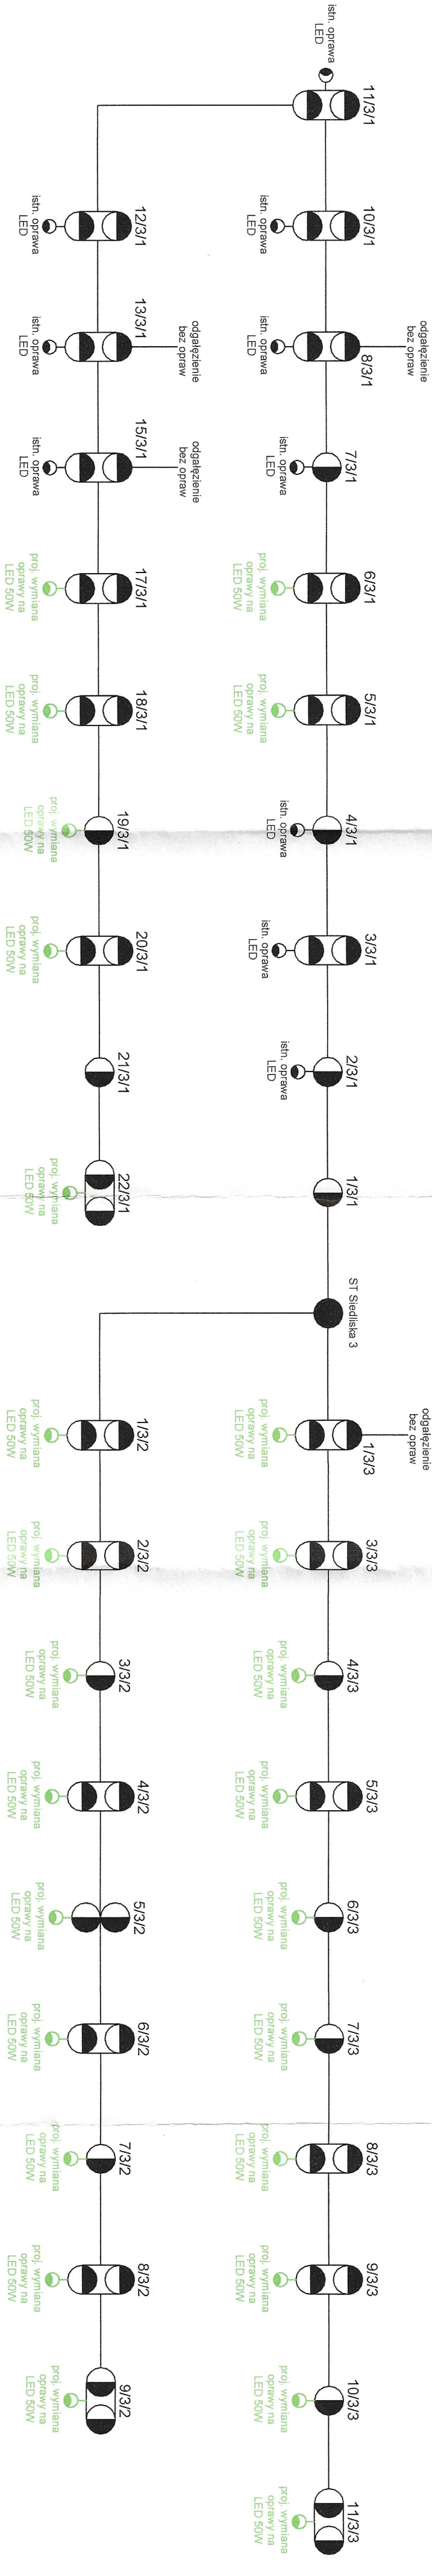 11/3/1
istn. oprawa
LED
10/3/1
istn. oprawa
LED
odgałęzienie
bez opraw
8/3/1
istn. oprawa
LED
7/3/1
istn. oprawa
LED
6/3/1
proj. wymiana
oprawy na
LED 50W
5/3/1
proj. wymiana
oprawy na
LED 50W
4/3/1
istn. oprawa
LED
3/3/1
istn. oprawa
LED
2/3/1
istn. oprawa
LED
1/3/1
ST Siedliska 3
odgałęzienie
bez opraw
1/3/3
proj. wymiana
oprawy na
LED 50W
3/3/3
proj. wymiana
oprawy na
LED 50W
4/3/3
proj. wymiana
oprawy na
LED 50W
5/3/3
proj. wymiana
oprawy na
LED 50W
6/3/3
proj. wymiana
oprawy na
LED 50W
7/3/3
proj. wymiana
oprawy na
LED 50W
8/3/3
proj. wymiana
oprawy na
LED 50W
9/3/3
proj. wymiana
oprawy na
LED 50W
10/3/3
proj. wymiana
oprawy na
LED 50W
11/3/3
proj. wymiana
oprawy na
LED 50W
12/3/1
istn. oprawa
LED
odgałęzienie
bez opraw
13/3/1
istn. oprawa
LED
odgałęzienie
bez opraw
15/3/1
istn. oprawa
LED
17/3/1
proj. wymiana
oprawy na
LED 50W
18/3/1
proj. wymiana
oprawy na
LED 50W
19/3/1
proj. wymiana
oprawy na
LED 50W
20/3/1
proj. wymiana
oprawy na
LED 50W
21/3/1
22/3/1
proj. wymiana
oprawy na
LED 50W
1/3/2
proj. wymiana
oprawy na
LED 50W
2/3/2
proj. wymiana
oprawy na
LED 50W
3/3/2
proj. wymiana
oprawy na
LED 50W
4/3/2
proj. wymiana
oprawy na
LED 50W
5/3/2
proj. wymiana
oprawy na
LED 50W
6/3/2
proj. wymiana
oprawy na
LED 50W
7/3/2
proj. wymiana
oprawy na
LED 50W
8/3/2
proj. wymiana
oprawy na
LED 50W
9/3/2
proj. wymiana
oprawy na
LED 50W